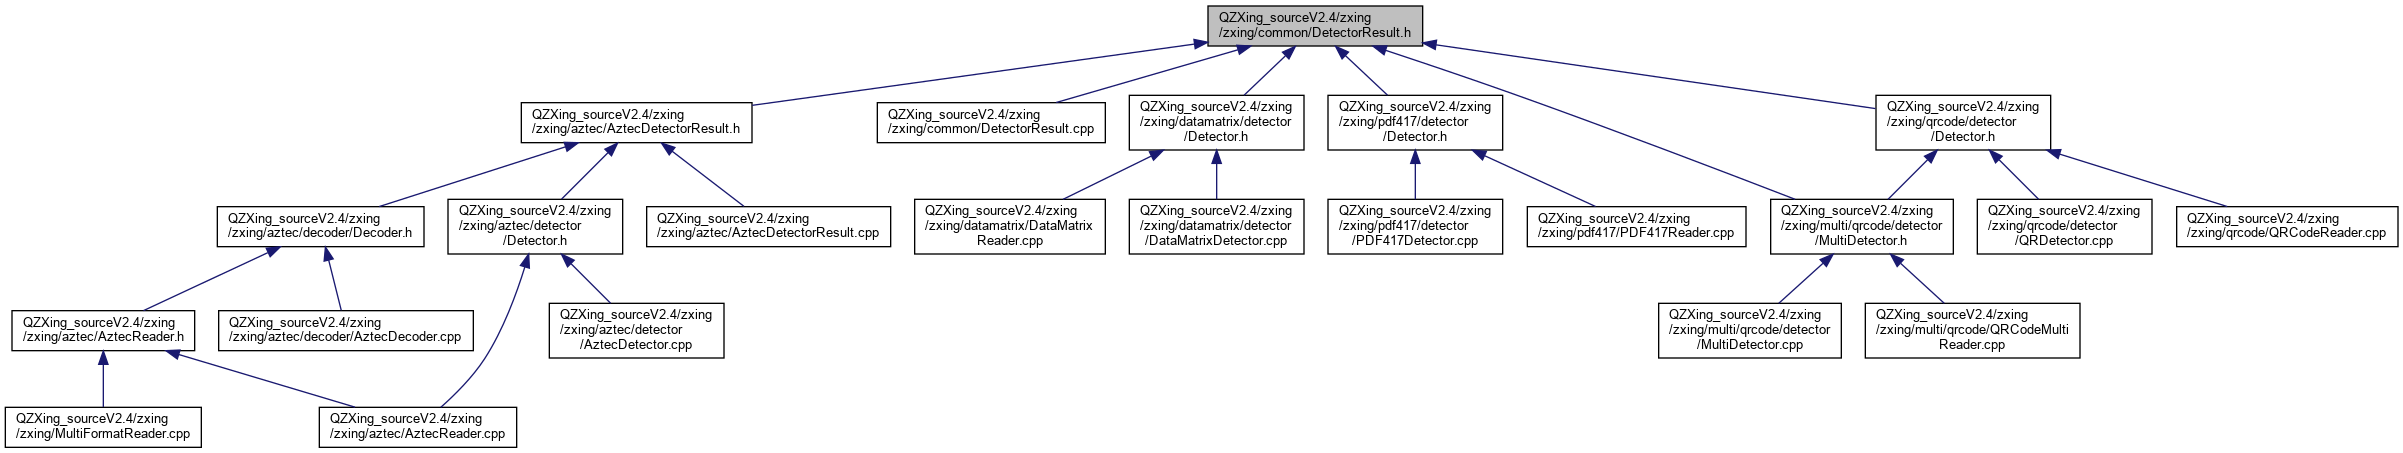 QZXing_sourceV2.4/zxing
/zxing/common/DetectorResult.h
QZXing_sourceV2.4/zxing
/zxing/aztec/AztecDetectorResult.h
QZXing_sourceV2.4/zxing
/zxing/common/DetectorResult.cpp
QZXing_sourceV2.4/zxing
/zxing/datamatrix/detector
/Detector.h
QZXing_sourceV2.4/zxing
/zxing/pdf417/detector
/Detector.h
QZXing_sourceV2.4/zxing
/zxing/qrcode/detector
/Detector.h
QZXing_sourceV2.4/zxing
/zxing/aztec/decoder/Decoder.h
QZXing_sourceV2.4/zxing
/zxing/aztec/detector
/Detector.h
QZXing_sourceV2.4/zxing
/zxing/aztec/AztecDetectorResult.cpp
QZXing_sourceV2.4/zxing
/zxing/datamatrix/DataMatrix
Reader.cpp
QZXing_sourceV2.4/zxing
/zxing/datamatrix/detector
/DataMatrixDetector.cpp
QZXing_sourceV2.4/zxing
/zxing/pdf417/detector
/PDF417Detector.cpp
QZXing_sourceV2.4/zxing
/zxing/pdf417/PDF417Reader.cpp
QZXing_sourceV2.4/zxing
/zxing/multi/qrcode/detector
/MultiDetector.h
QZXing_sourceV2.4/zxing
/zxing/qrcode/detector
/QRDetector.cpp
QZXing_sourceV2.4/zxing
/zxing/qrcode/QRCodeReader.cpp
QZXing_sourceV2.4/zxing
/zxing/aztec/AztecReader.h
QZXing_sourceV2.4/zxing
/zxing/aztec/decoder/AztecDecoder.cpp
QZXing_sourceV2.4/zxing
/zxing/aztec/detector
/AztecDetector.cpp
QZXing_sourceV2.4/zxing
/zxing/multi/qrcode/detector
/MultiDetector.cpp
QZXing_sourceV2.4/zxing
/zxing/multi/qrcode/QRCodeMulti
Reader.cpp
QZXing_sourceV2.4/zxing
/zxing/MultiFormatReader.cpp
QZXing_sourceV2.4/zxing
/zxing/aztec/AztecReader.cpp